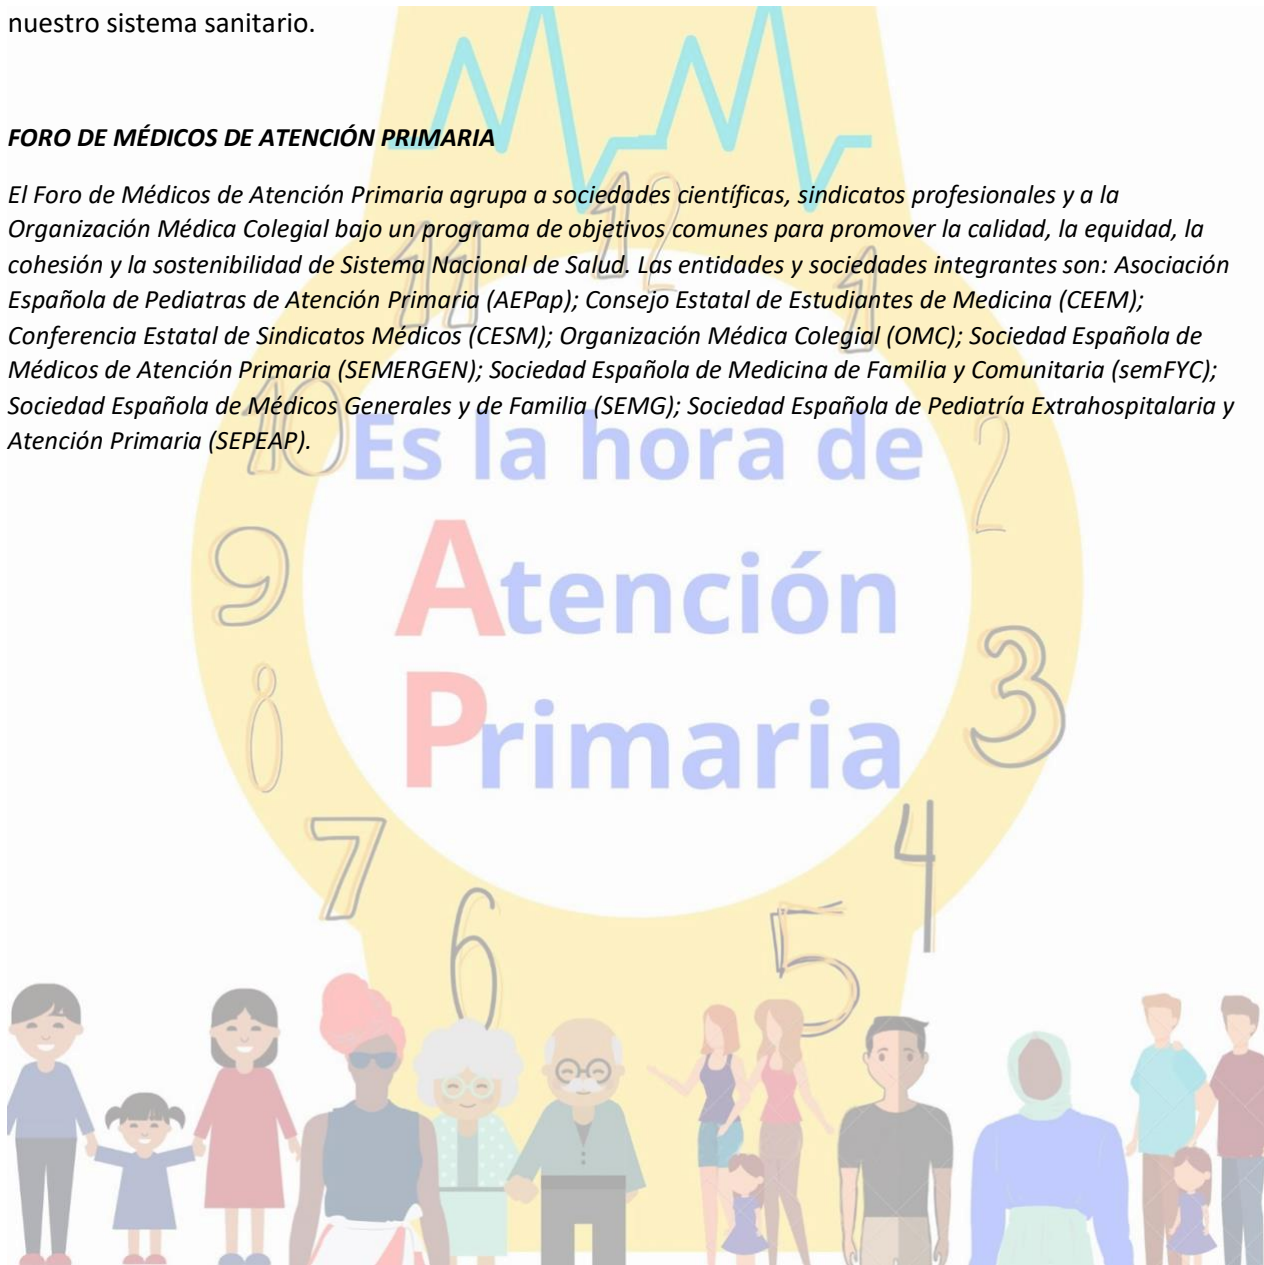 nuestro sistema sanitario.
FORO DE MÉDICOS DE ATENCIÓN PRIMARIA
El Foro de Médicos de Atención Primaria agrupa a sociedades científicas, sindicatos profesionales y a la
Organización Médica Colegial bajo un programa de objetivos comunes para promover la calidad, la equidad, la
cohesión y la sostenibilidad de Sistema Nacional de Salud. Las entidades y sociedades integrantes son: Asociación
Española de Pediatras de Atención Primaria (AEPap); Consejo Estatal de Estudiantes de Medicina (CEEM);
Conferencia Estatal de Sindicatos Médicos (CESM); Organización Médica Colegial (OMC); Sociedad Española de
Médicos de Atención Primaria (SEMERGEN); Sociedad Española de Medicina de Familia y Comunitaria (semFYC);
Sociedad Española de Médicos Generales y de Familia (SEMG); Sociedad Española de Pediatría Extrahospitalaria y
Atención Primaria (SEPEAP).
Es la hora de
Atención
Primaria
12
1
2
3
4
5
6
7
8
9
10
11